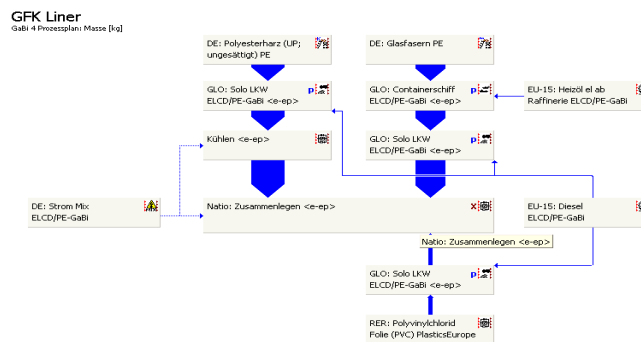 GFK Liner
GaBi 4 Prozessplan: Masse [kg]
DE: Polyesterharz (UP;
ungesättigt) PE
DE: Glasfasern PE
GLO: Solo LKW
ELCD/PE-GaBi <e-ep>
p
GLO: Containerschiff
ELCD/PE-GaBi <e-ep>
p
EU-15: Heizöl el ab
Raffinerie ELCD/PE-GaBi
Kühlen <e-ep>
GLO: Solo LKW
ELCD/PE-GaBi <e-ep>
p
DE: Strom Mix
ELCD/PE-GaBi
Natio: Zusammenlegen <e-ep>
x
EU-15: Diesel
ELCD/PE-GaBi
Natio: Zusammenlegen <e-ep>
GLO: Solo LKW
ELCD/PE-GaBi <e-ep>
p
RER: Polyvinylchlorid
Folie (PVC) PlasticsEurope